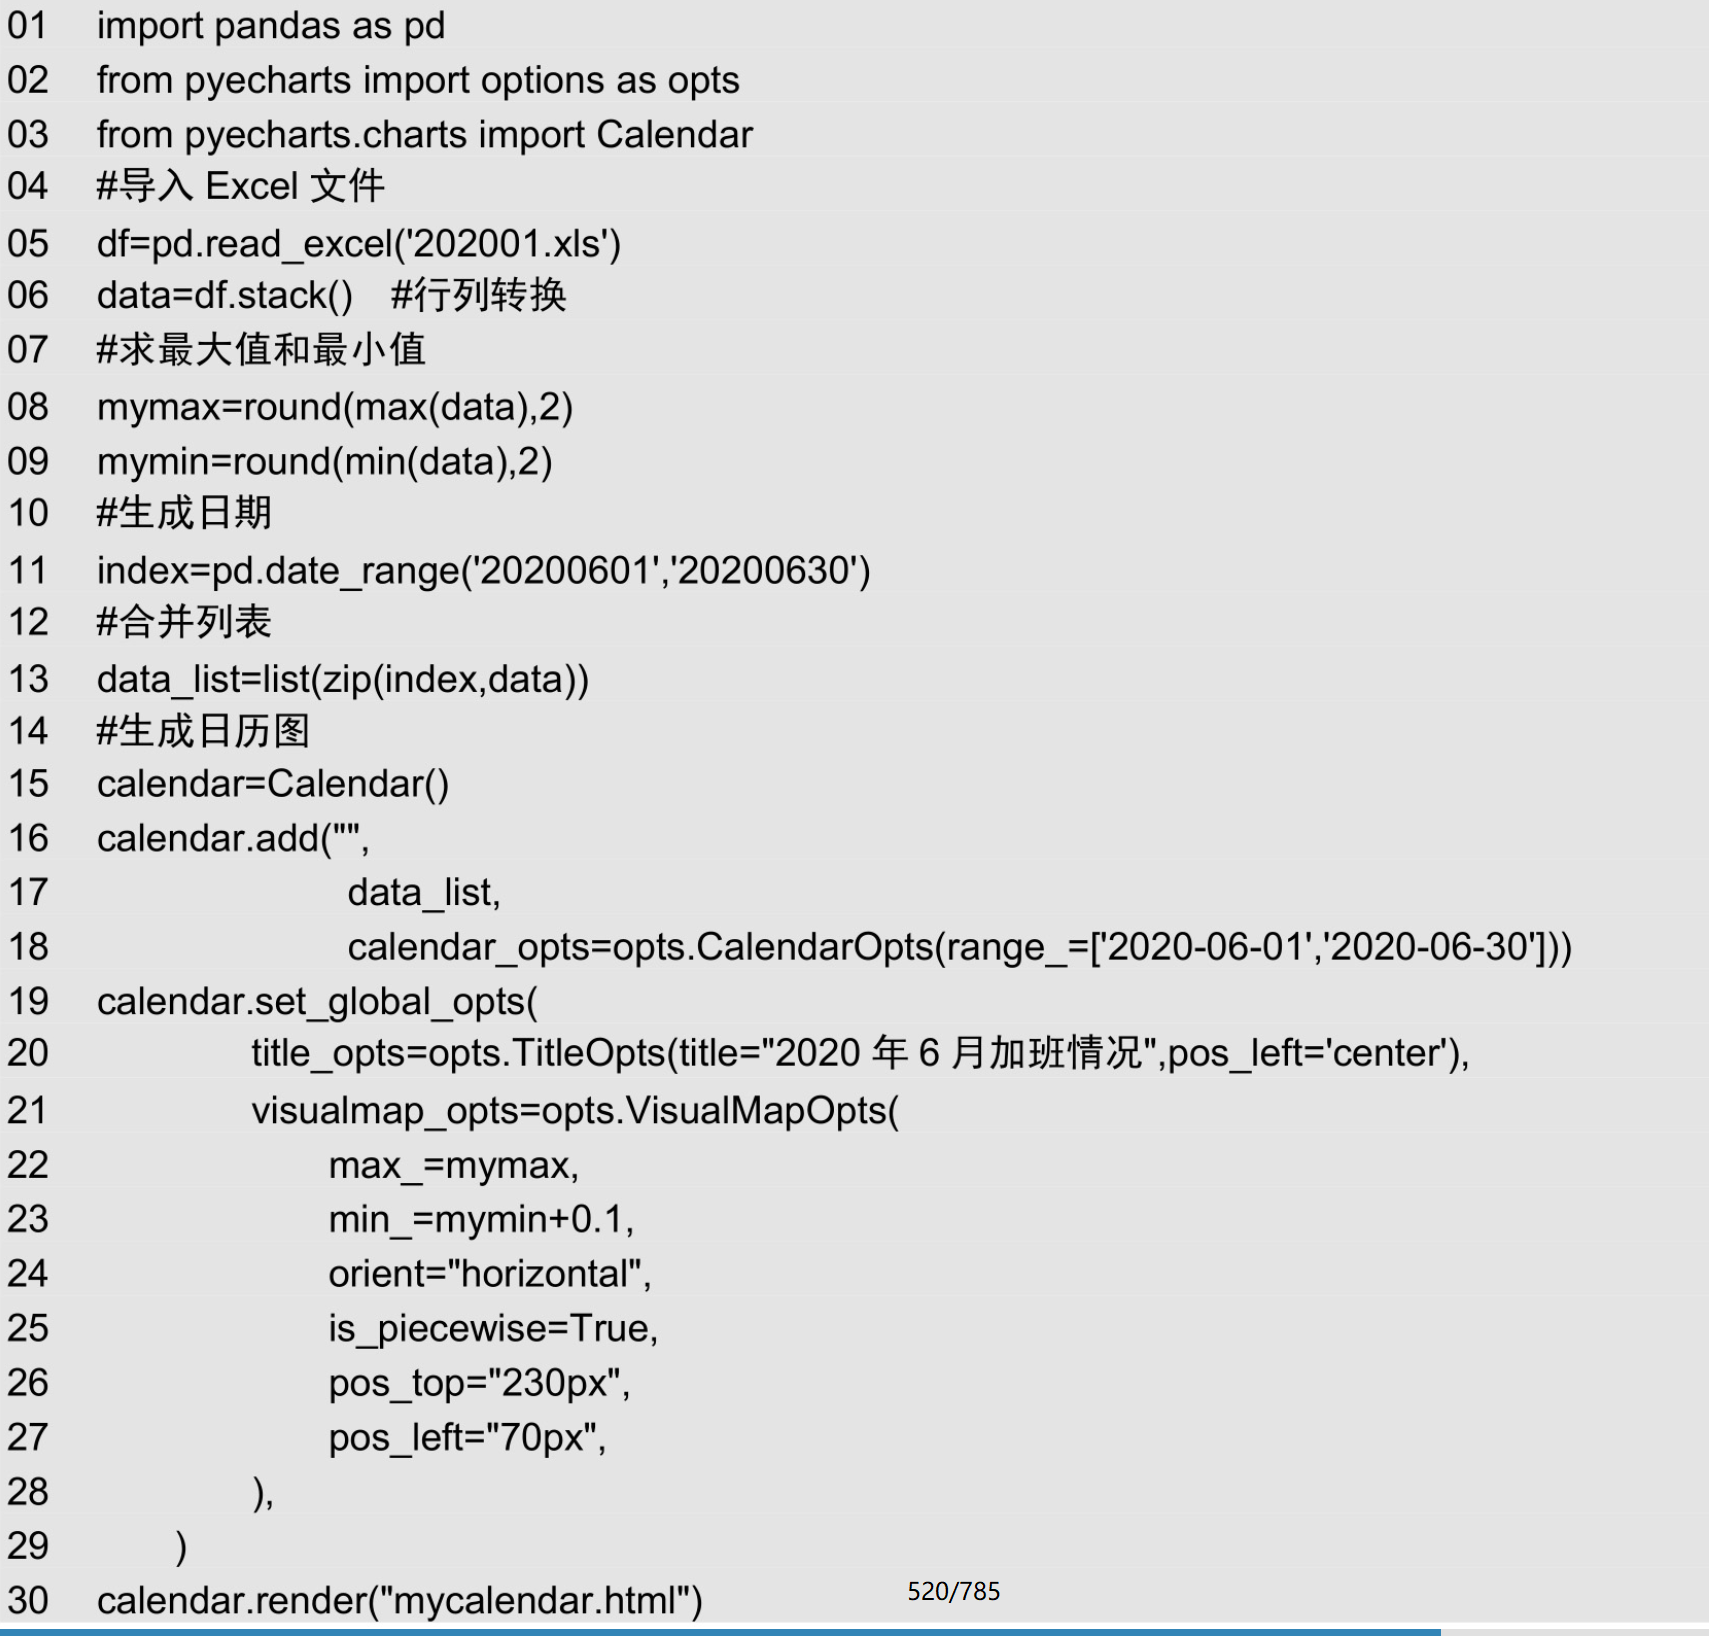 01 import pandas as pd
02 from pyecharts import options as opts
03 from pyecharts.charts import Calendar
04 #导入 Excel 文件
05 df=pd.read_excel('202001.xls')
06 data=df.stack() #行列转换
07 #求最大值和最小值
08 mymax=round(max(data),2)
09 mymin=round(min(data),2)
10 #生成日期
11 index=pd.date_range('20200601','20200630')
12 #合并列表
13 data_list=list(zip(index,data))
14 #生成日历图
15 calendar=Calendar()
16 calendar.add("",
17 data_list,
18 calendar_opts=opts.CalendarOpts(range_=['2020-06-01','2020-06-30']))
19 calendar.set_global_opts(
20 title_opts=opts.TitleOpts(title="2020 年 6 月加班情况",pos_left='center'),
21 visualmap_opts=opts.VisualMapOpts(
22 max_=mymax,
23 min_=mymin+0.1,
24 orient="horizontal",
25 is_piecewise=True,
26 pos_top="230px",
27 pos_left="70px",
28 ),
29 )
30 calendar.render("mycalendar.html")
520/785